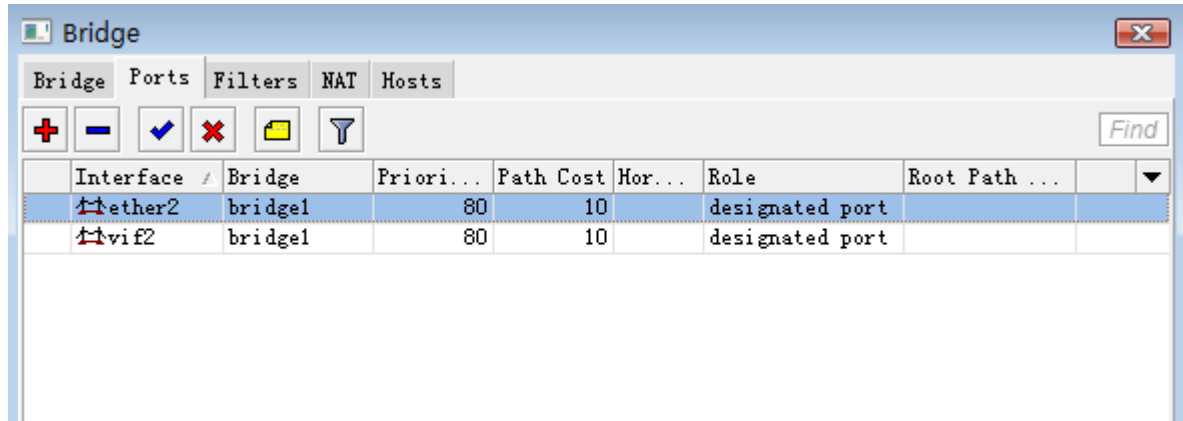 Bridge
Bridge Ports Filters NAT Hosts
Find
Interface Bridge Priori... Path Cost Hor... Role Root Path ...
ether2 bridge1 80 10 designated port
vif2 bridge1 80 10 designated port